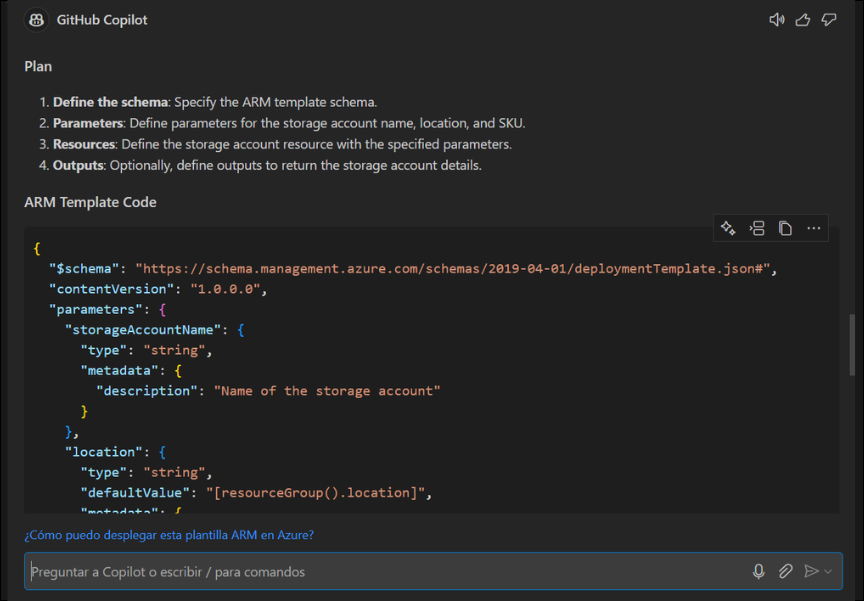 GitHub Copilot
Plan
1. Define the schema: Specify the ARM template schema.
2. Parameters: Define parameters for the storage account name, location, and SKU.
3. Resources: Define the storage account resource with the specified parameters.
4. Outputs: Optionally, define outputs to return the storage account details.
ARM Template Code
{
  "$schema": "https://schema.management.azure.com/schemas/2019-04-01/deploymentTemplate.json#",
  "contentVersion": "1.0.0.0",
  "parameters": {
    "storageAccountName": {
      "type": "string",
      "metadata": {
        "description": "Name of the storage account"
      }
    },
    "location": {
      "type": "string",
      "defaultValue": "[resourceGroup().location]",
      "metadata": {
¿Cómo puedo desplegar esta plantilla ARM en Azure?
Preguntar a Copilot o escribir / para comandos